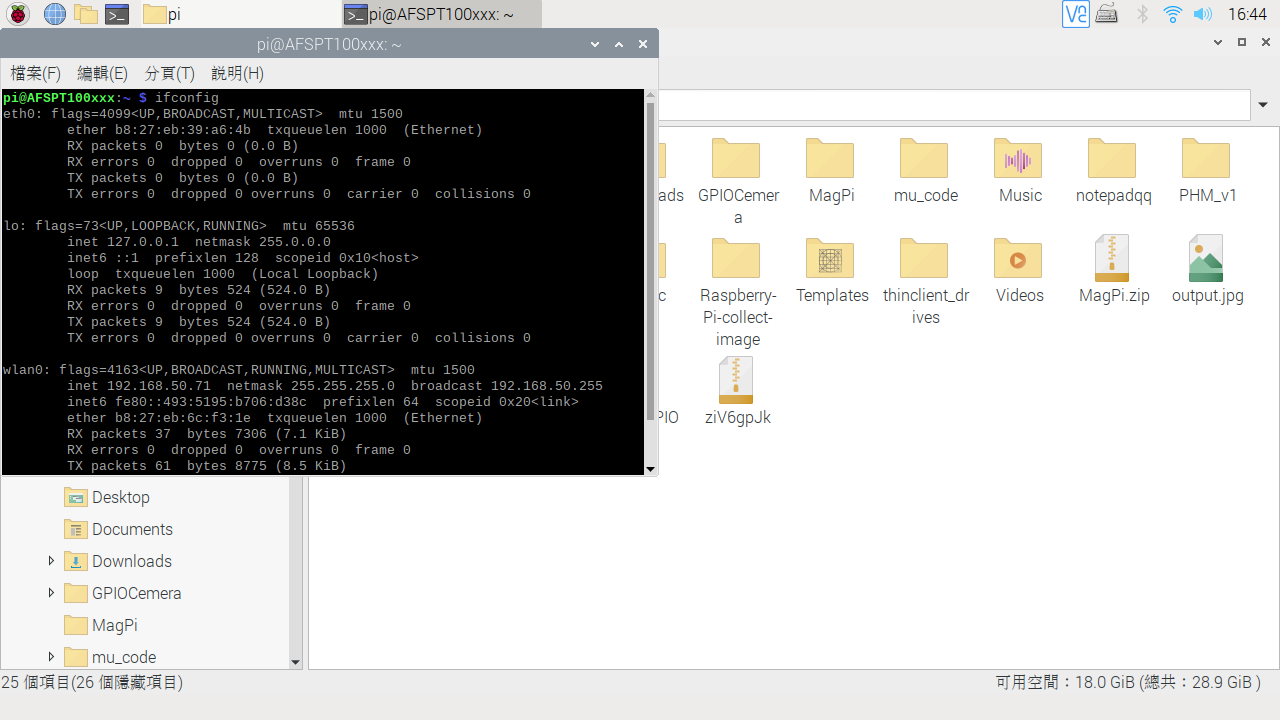 pi
pi@AFSPT100xxx: ~
16:44
pi@AFSPT100xxx: ~
檔案(F) 編輯(E) 分頁(T) 說明(H)
pi@AFSPT100xxx:~ $ ifconfig
eth0: flags=4099<UP,BROADCAST,MULTICAST>  mtu 1500
        ether b8:27:eb:39:a6:4b  txqueuelen 1000  (Ethernet)
        RX packets 0  bytes 0 (0.0 B)
        RX errors 0  dropped 0  overruns 0  frame 0
        TX packets 0  bytes 0 (0.0 B)
        TX errors 0  dropped 0 overruns 0  carrier 0  collisions 0
lo: flags=73<UP,LOOPBACK,RUNNING>  mtu 65536
        inet 127.0.0.1  netmask 255.0.0.0
        inet6 ::1  prefixlen 128  scopeid 0x10<host>
        loop  txqueuelen 1000  (Local Loopback)
        RX packets 9  bytes 524 (524.0 B)
        RX errors 0  dropped 0  overruns 0  frame 0
        TX packets 9  bytes 524 (524.0 B)
        TX errors 0  dropped 0 overruns 0  carrier 0  collisions 0
wlan0: flags=4163<UP,BROADCAST,RUNNING,MULTICAST>  mtu 1500
        inet 192.168.50.71  netmask 255.255.255.0  broadcast 192.168.50.255
        inet6 fe80::493:5195:b706:d38c  prefixlen 64  scopeid 0x20<link>
        ether b8:27:eb:6c:f3:1e  txqueuelen 1000  (Ethernet)
        RX packets 37  bytes 7306 (7.1 KiB)
        RX errors 0  dropped 0  overruns 0  frame 0
        TX packets 61  bytes 8775 (8.5 KiB)
ads
GPIOCemer
a
MagPi
mu_code
Music
notepadqq
PHM_v1
c
Raspberry-
Pi-collect-
image
Templates
thinclient_dr
ives
Videos
MagPi.zip
output.jpg
PIO
ziV6gpJk
Desktop
Documents
Downloads
GPIOCemera
MagPi
mu_code
25 個項目(26 個隱藏項目)
可用空間：18.0 GiB (總共：28.9 GiB )